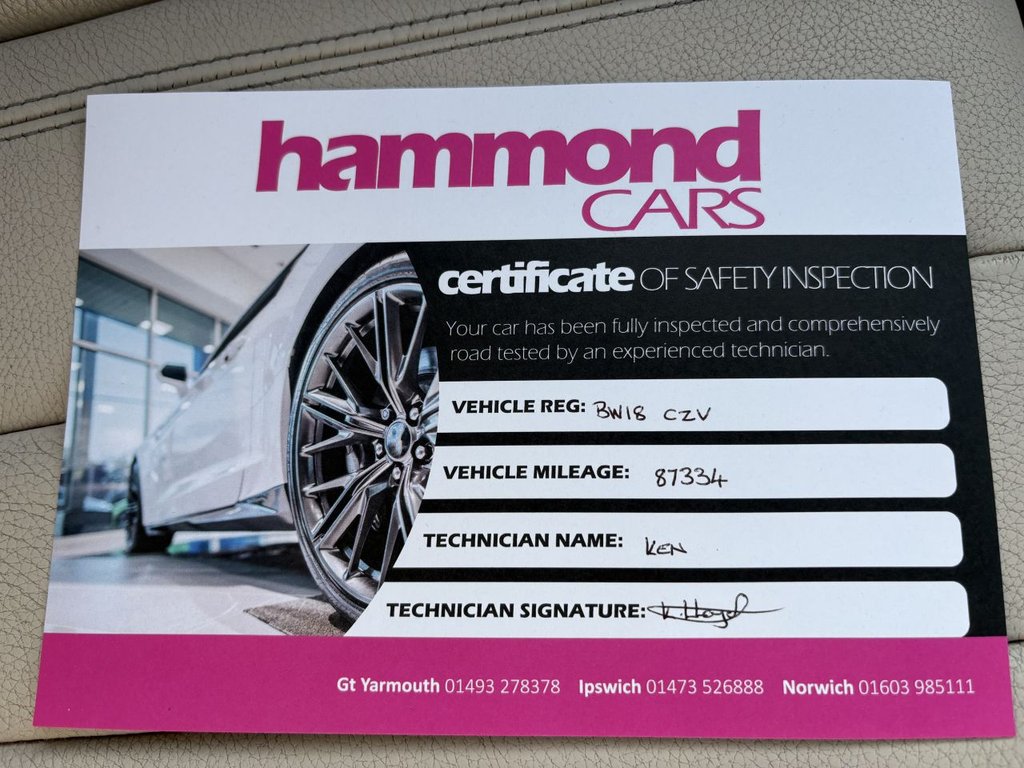 hammond
CARS
certificate OF SAFETY INSPECTION
Your car has been fully inspected and comprehensively
road tested by an experienced technician.
VEHICLE REG: BW18 CZV
VEHICLE MILEAGE: 87334
TECHNICIAN NAME: KEN
TECHNICIAN SIGNATURE:
Gt Yarmouth 01493 278378 Ipswich 01473 526888 Norwich 01603 985111